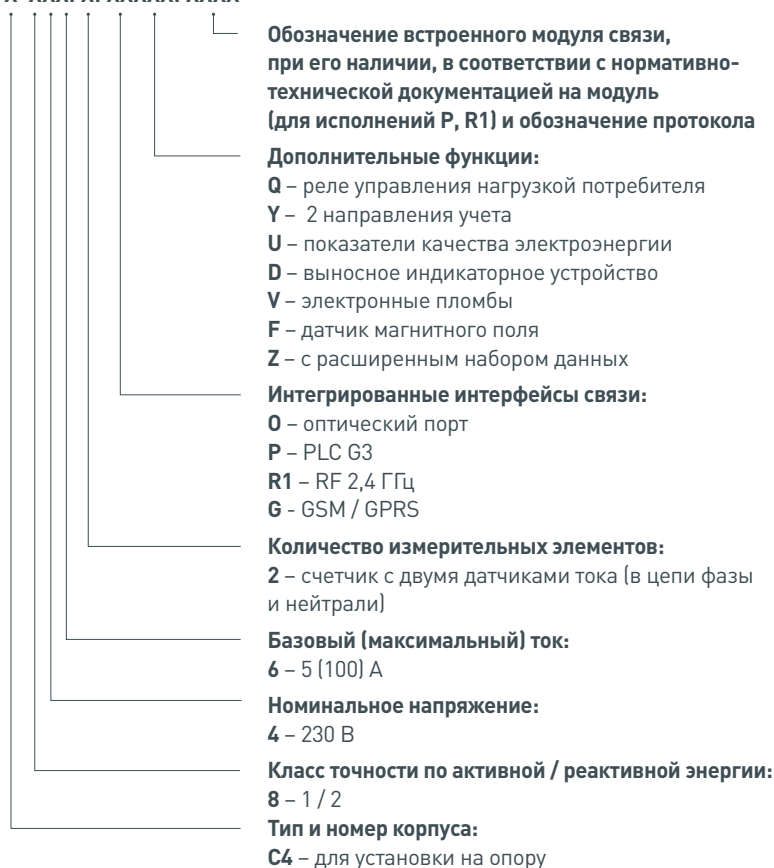 Обозначение встроенного модуля связи,
при его наличии, в соответствии с нормативно-
технической документацией на модуль
(для исполнений P, R1) и обозначение протокола
Дополнительные функции:
Q – реле управления нагрузкой потребителя
Y – 2 направления учета
U – показатели качества электроэнергии
D – выносное индикаторное устройство
V – электронные пломбы
F – датчик магнитного поля
Z – с расширенным набором данных
Интегрированные интерфейсы связи:
O – оптический порт
P – PLC G3
R1 – RF 2,4 ГГц
G - GSM / GPRS
Количество измерительных элементов:
2 – счетчик с двумя датчиками тока (в цепи фазы
и нейтрали)
Базовый (максимальный) ток:
6 – 5 (100) А
Номинальное напряжение:
4 – 230 В
Класс точности по активной / реактивной энергии:
8 – 1 / 2
Тип и номер корпуса:
C4 – для установки на опору